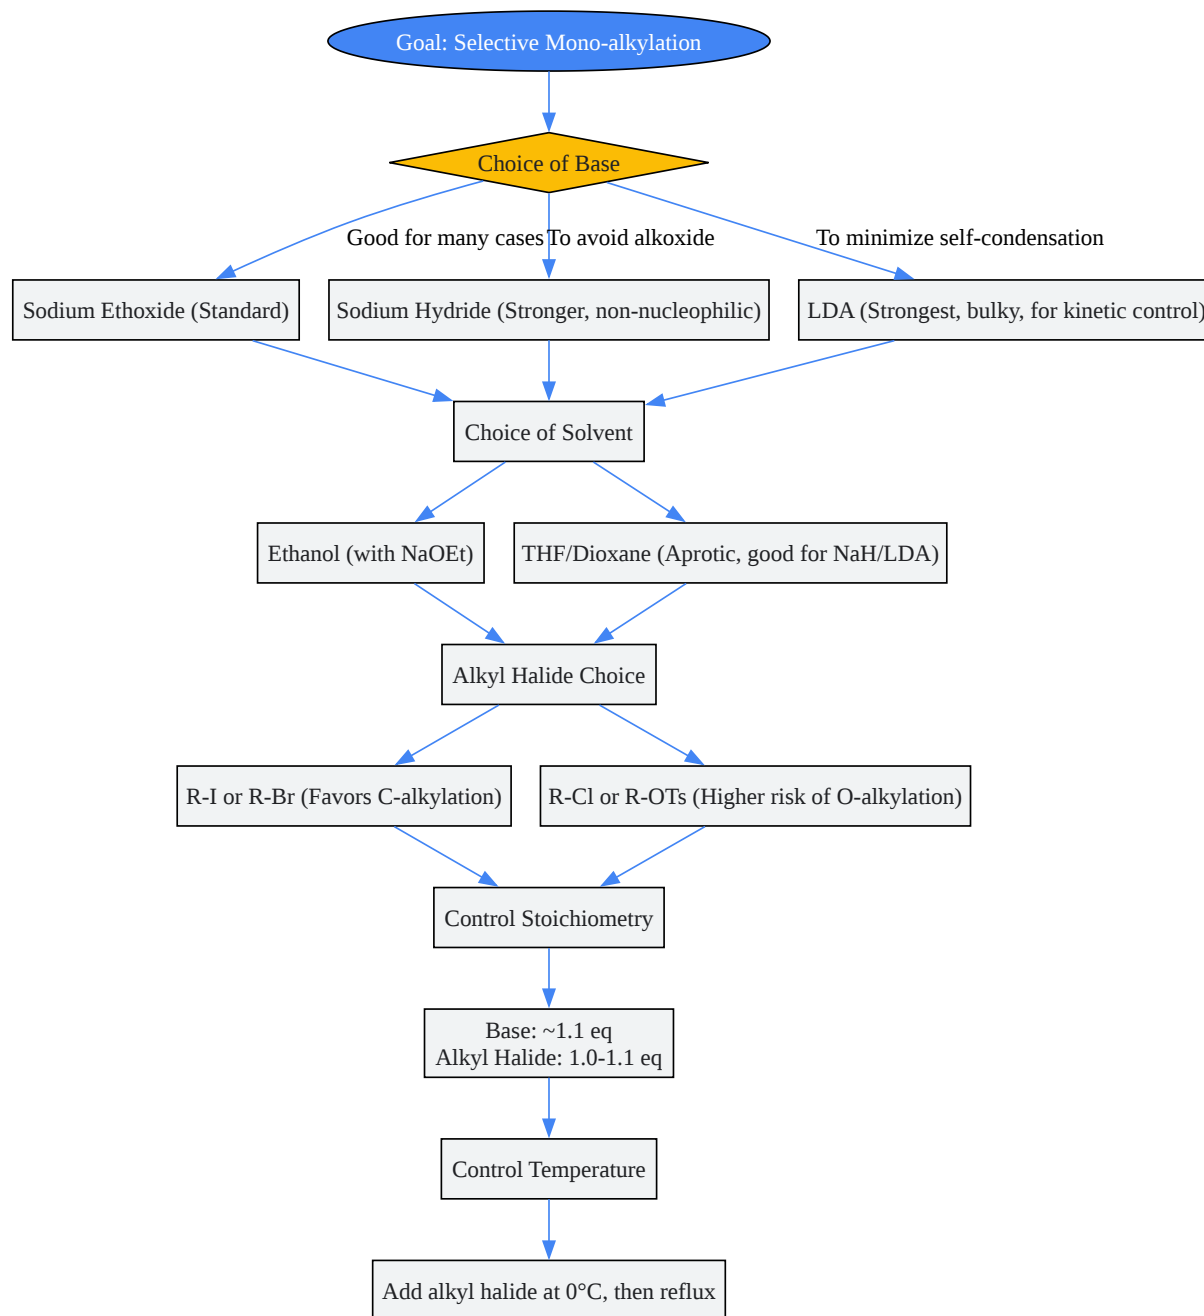 Goal: Selective Mono-alkylation
Choice of Base
Good for many cases
To avoid alkoxide
To minimize self-condensation
Sodium Ethoxide (Standard)
Sodium Hydride (Stronger, non-nucleophilic)
LDA (Strongest, bulky, for kinetic control)
Choice of Solvent
Ethanol (with NaOEt)
THF/Dioxane (Aprotic, good for NaH/LDA)
Alkyl Halide Choice
R-I or R-Br (Favors C-alkylation)
R-Cl or R-OTs (Higher risk of O-alkylation)
Control Stoichiometry
Base: ~1.1 eq
Alkyl Halide: 1.0-1.1 eq
Control Temperature
Add alkyl halide at 0°C, then reflux